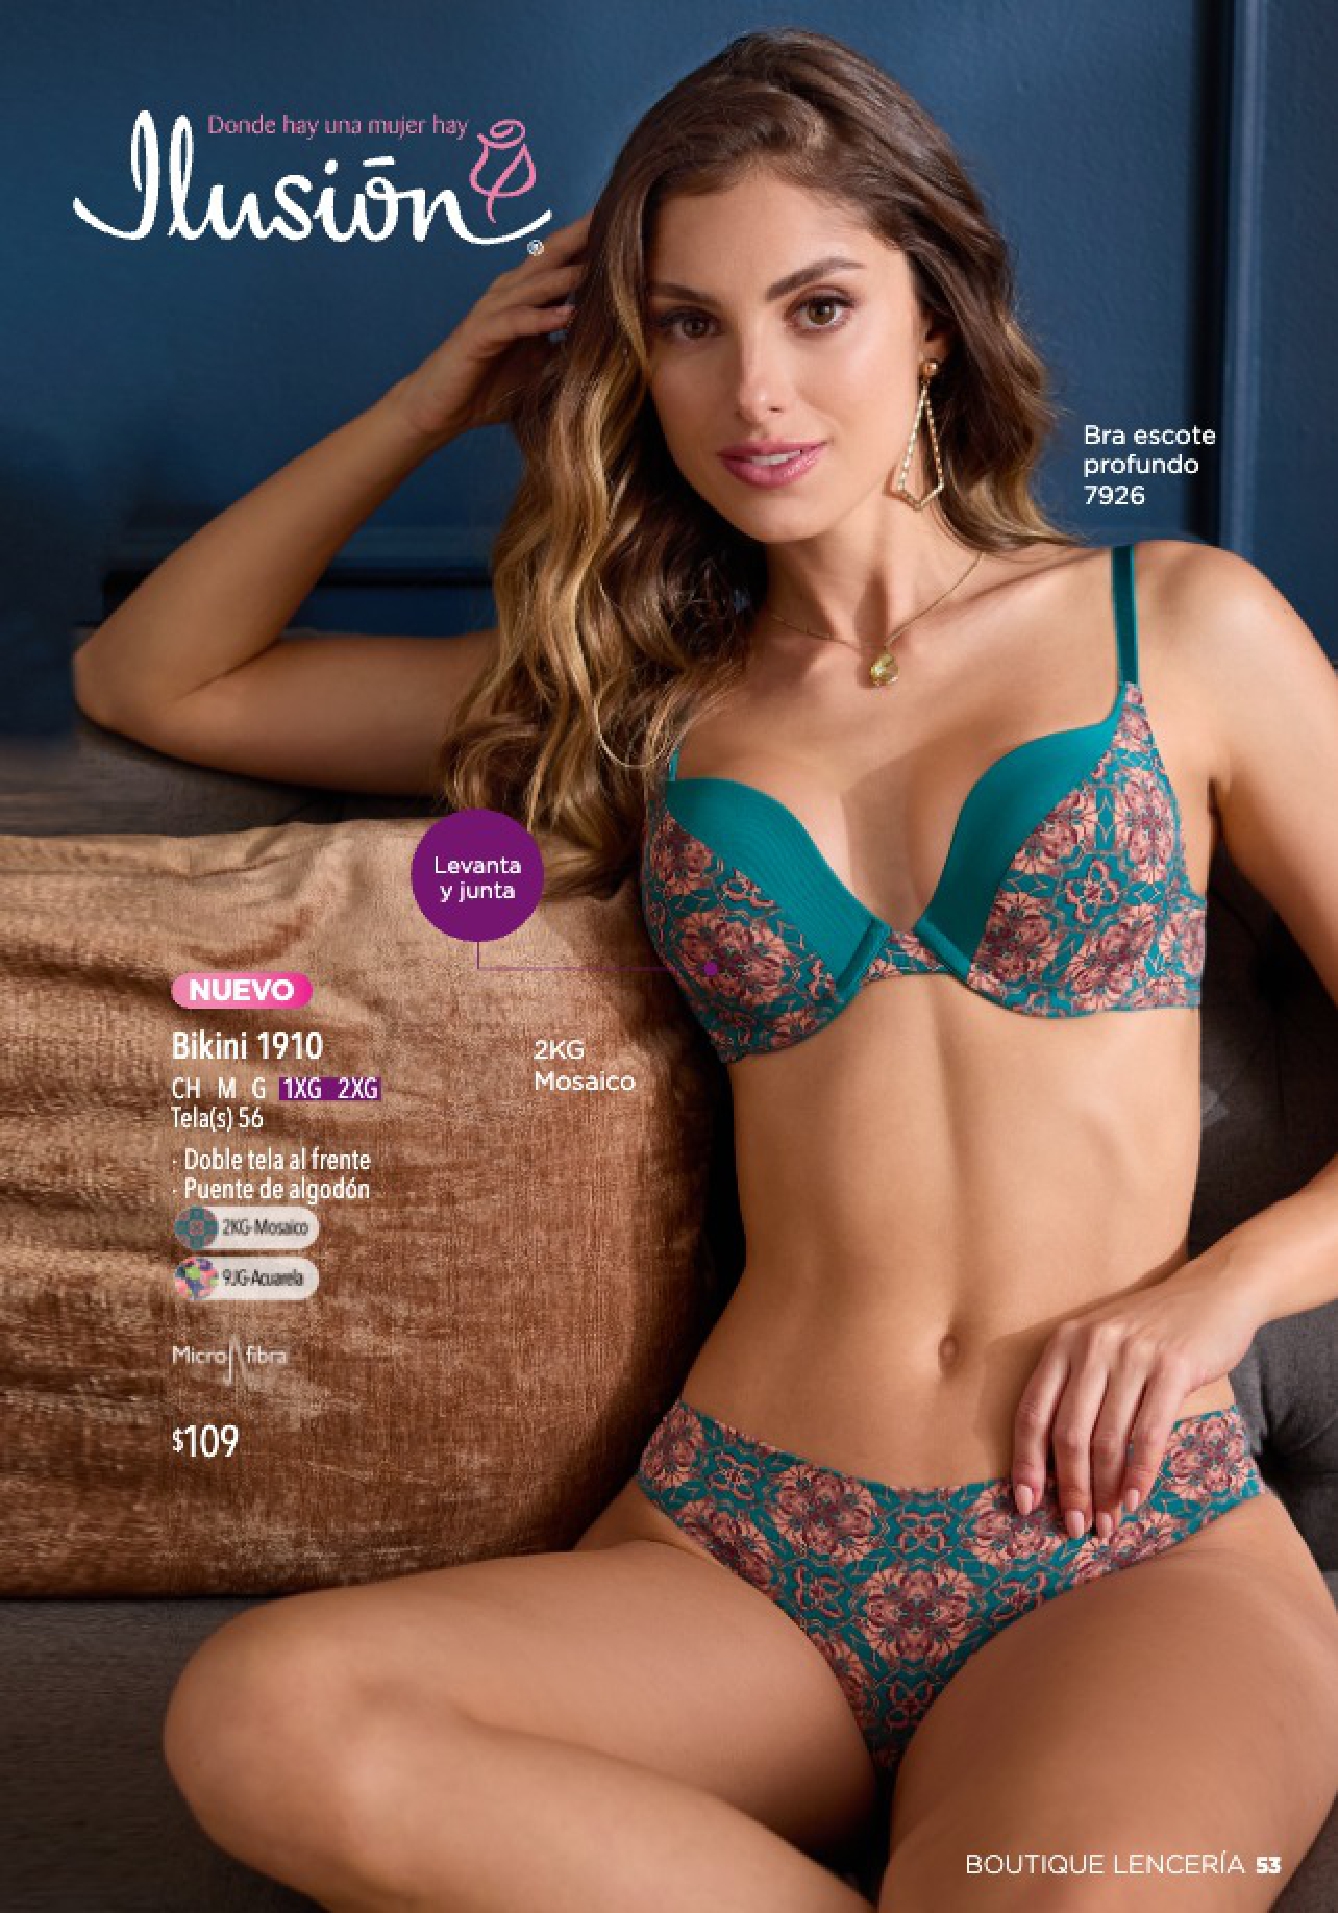 Donde hay una mujer hay
Ilusión
®
Bra escote
profundo
7926
Levanta
y junta
NUEVO
Bikini 1910
CH M G 1XG 2XG
Tela(s) 56
· Doble tela al frente
· Puente de algodón
2KG-Mosaico
9JG-Acuarela
Micro fibra
$109
2KG
Mosaico
BOUTIQUE LENCERÍA 53